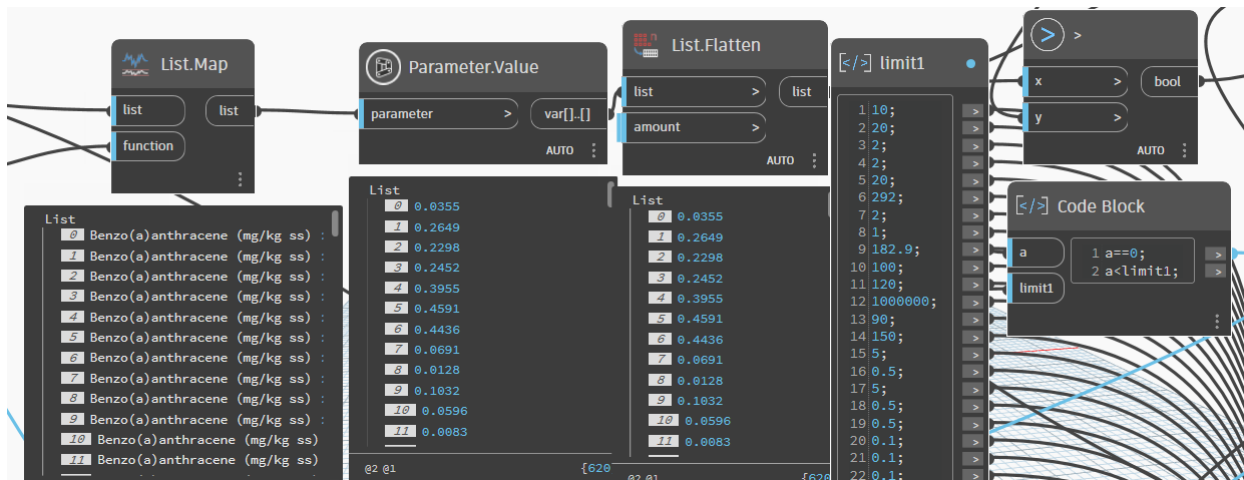 List.Map
list
list
function
Parameter.Value
parameter
>
var[]..[]
AUTO
List.Flatten
list
>
list
amount
>
AUTO
limit1
1 10;
2 20;
3 2;
4 2;
5 20;
6 292;
7 2;
8 1;
9 182.9;
10 100;
11 120;
12 1000000;
13 90;
14 150;
15 5;
16 0.5;
17 5;
18 0.5;
19 0.5;
20 0.1;
21 0.1;
22 0.1;
> >
x >
bool
y >
AUTO
Code Block
a
limit1
1 a==0;
2 a<limit1;
List
0 Benzo(a)anthracene (mg/kg ss) :
1 Benzo(a)anthracene (mg/kg ss) :
2 Benzo(a)anthracene (mg/kg ss) :
3 Benzo(a)anthracene (mg/kg ss) :
4 Benzo(a)anthracene (mg/kg ss) :
5 Benzo(a)anthracene (mg/kg ss) :
6 Benzo(a)anthracene (mg/kg ss) :
7 Benzo(a)anthracene (mg/kg ss) :
8 Benzo(a)anthracene (mg/kg ss) :
9 Benzo(a)anthracene (mg/kg ss) :
10 Benzo(a)anthracene (mg/kg ss)
11 Benzo(a)anthracene (mg/kg ss)
List
0 0.0355
1 0.2649
2 0.2298
3 0.2452
4 0.3955
5 0.4591
6 0.4436
7 0.0691
8 0.0128
9 0.1032
10 0.0596
11 0.0083
@2 @1 {620
List
0 0.0355
1 0.2649
2 0.2298
3 0.2452
4 0.3955
5 0.4591
6 0.4436
7 0.0691
8 0.0128
9 0.1032
10 0.0596
11 0.0083
@2 @1 {620